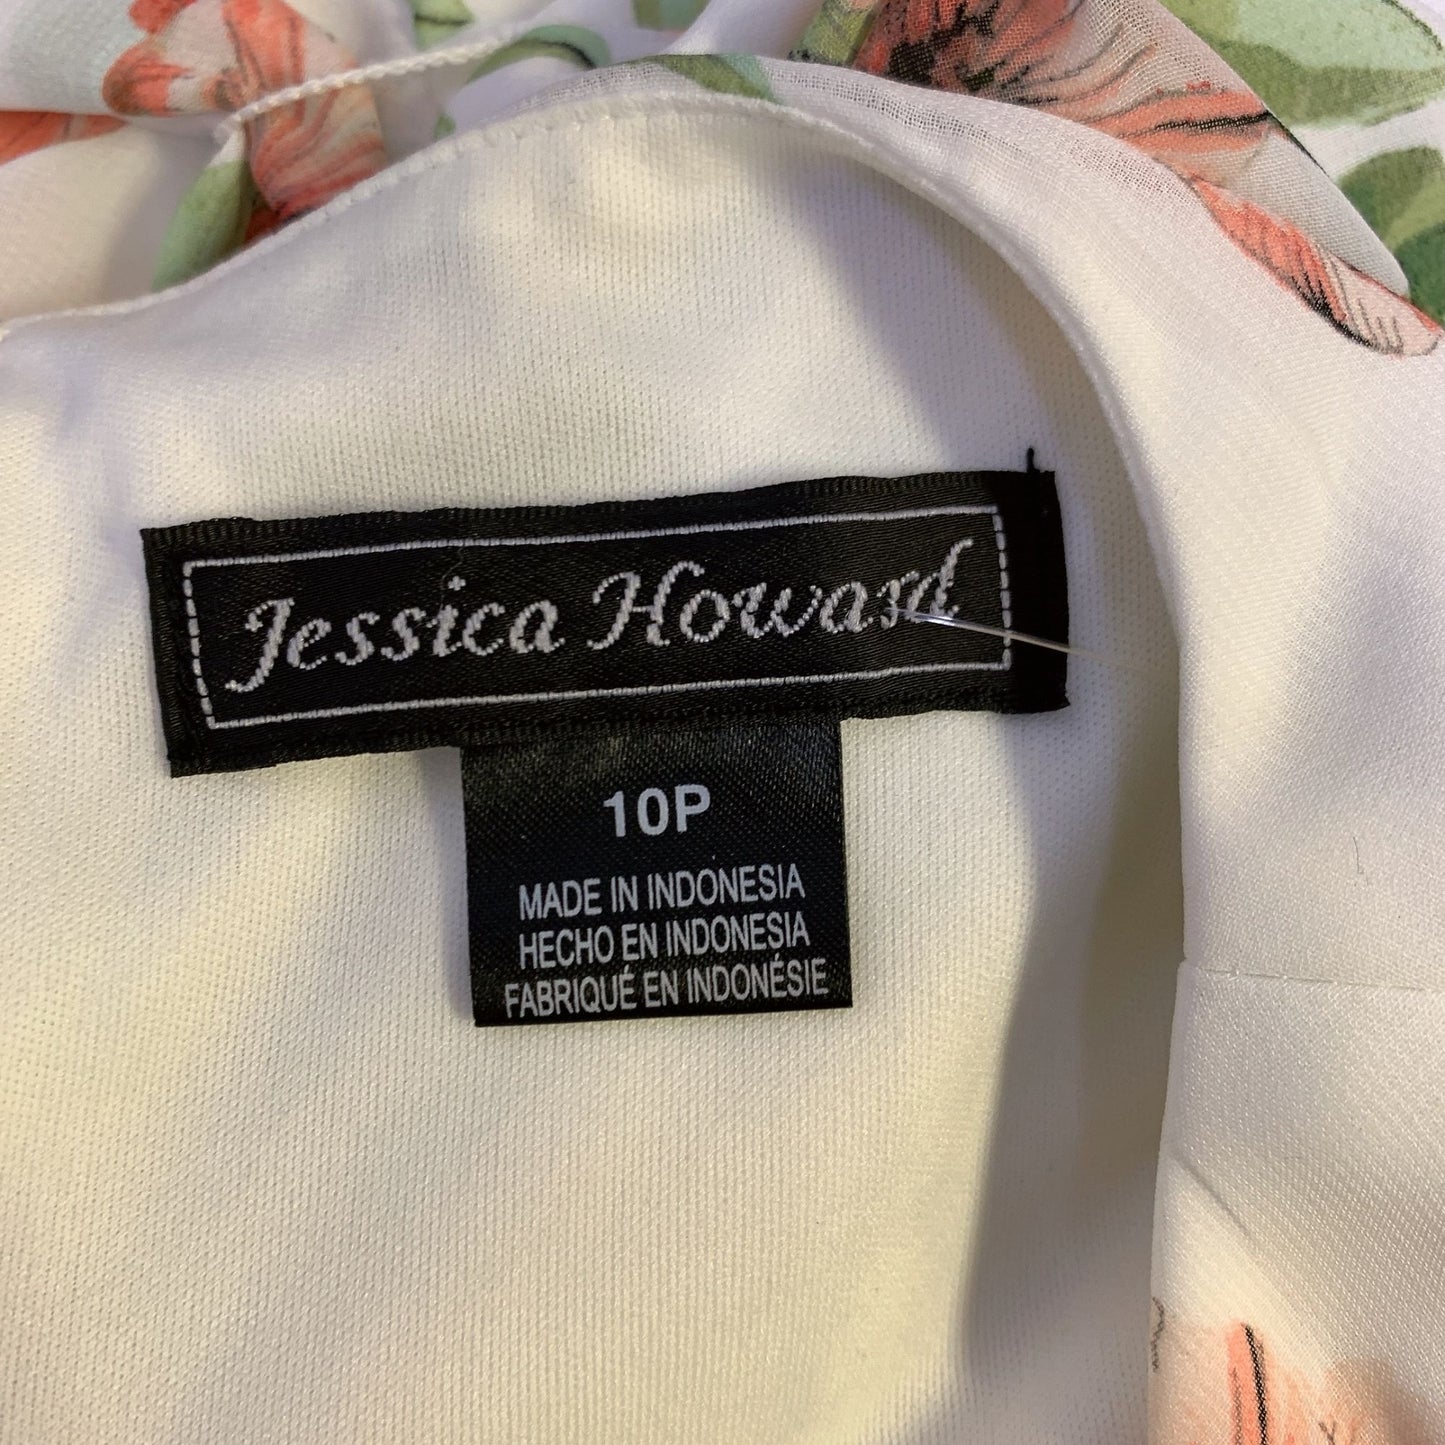 Jessica Howard
10P
MADE IN INDONESIA
HECHO EN INDONESIA
FABRIQUÉ EN INDONÉSIE